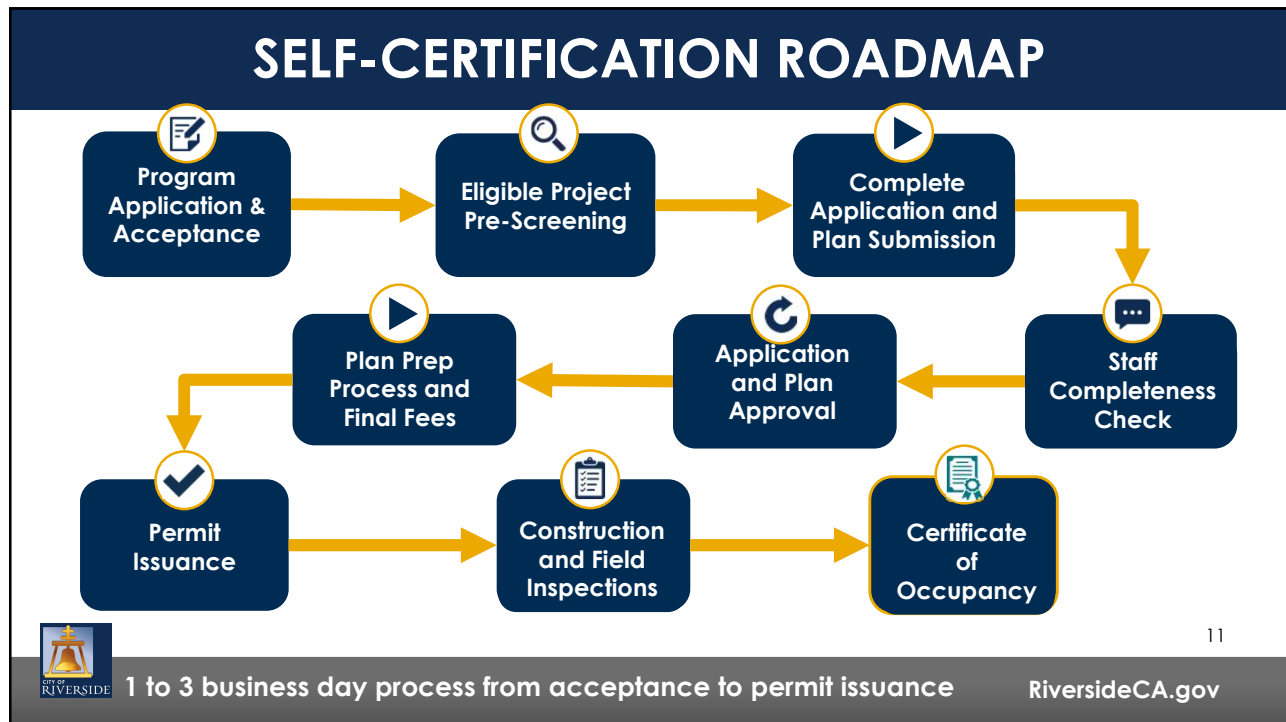 SELF-CERTIFICATION ROADMAP
Program
Application &
Acceptance
Eligible Project
Pre-Screening
Complete
Application and
Plan Submission
Staff
Completeness
Check
Application
and Plan
Approval
Plan Prep
Process and
Final Fees
Permit
Issuance
Construction
and Field
Inspections
Certificate
of
Occupancy
11
CITY OF
RIVERSIDE
1 to 3 business day process from acceptance to permit issuance
RiversideCA.gov